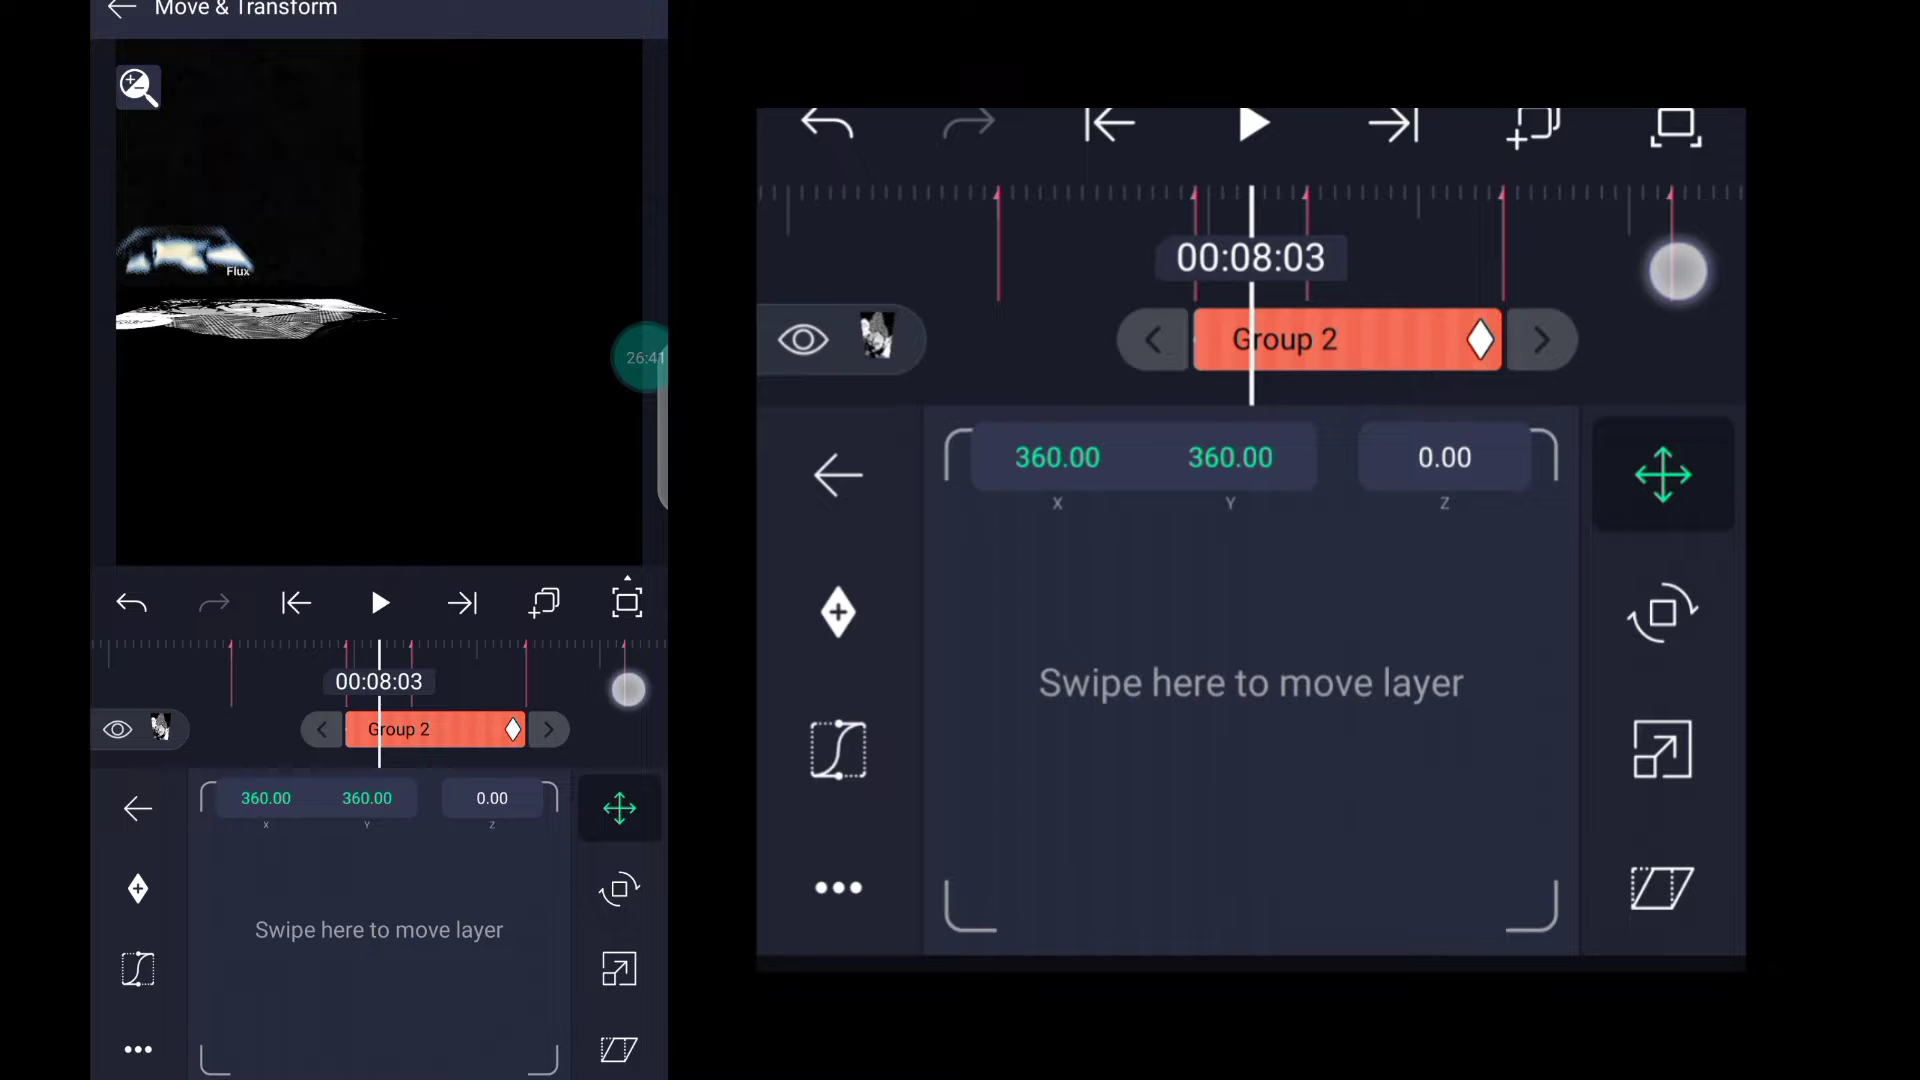 Move & Transform
Flux
26:41
00:08:03
Group 2
360.00 360.00 0.00
X Y Z
Swipe here to move layer
00:08:03
Group 2
360.00 360.00 0.00
X Y Z
Swipe here to move layer